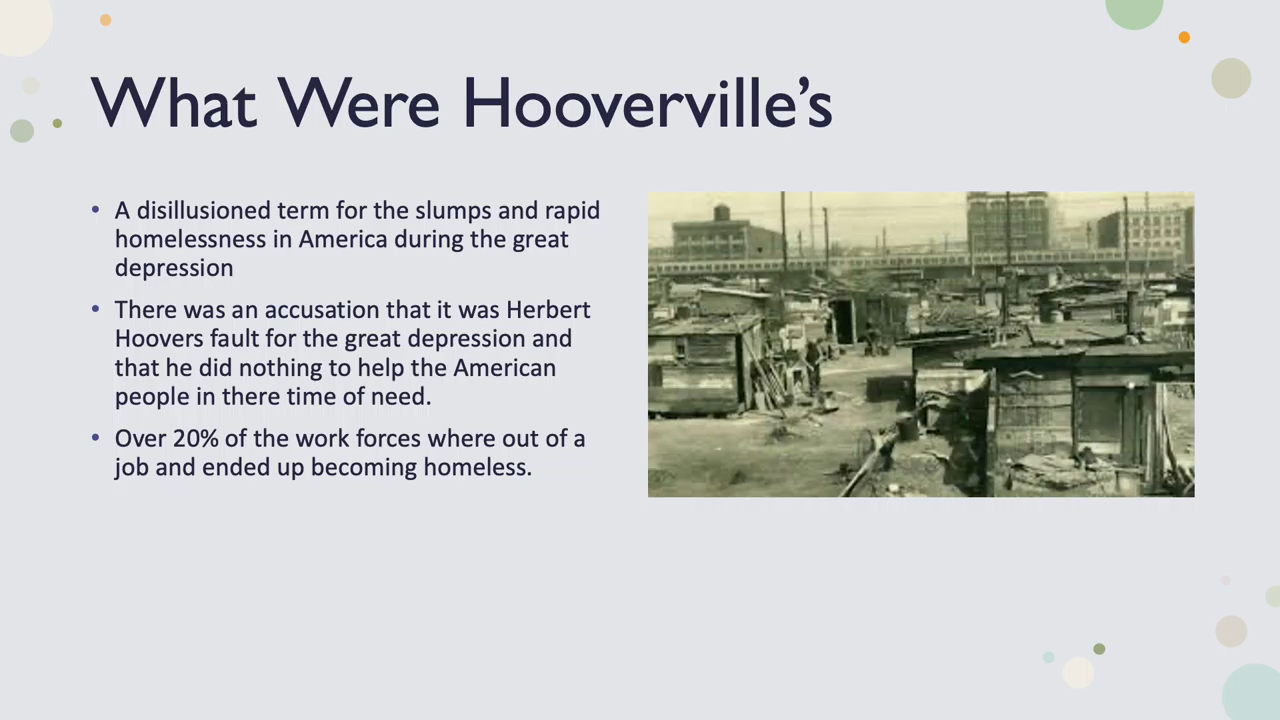 What Were Hooverville’s
• A disillusioned term for the slumps and rapid
homelessness in America during the great
depression
• There was an accusation that it was Herbert
Hoovers fault for the great depression and
that he did nothing to help the American
people in there time of need.
• Over 20% of the work forces where out of a
job and ended up becoming homeless.